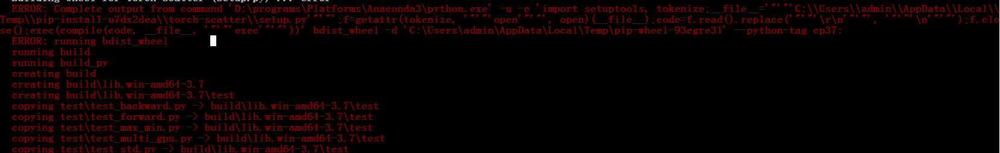 Building wheel for torch-scatter (setup.py) ... error
ERROR: Complete output from command 'D:\programs\Platforms\Anaconda3\python.exe' -u -c 'import setuptools, tokenize;__file__='"'"'C:\\Users\\admin\\AppData\\Local\\
Temp\\pip-install-u7dx2dea\\torch-scatter\\setup.py'"'"';f=getattr(tokenize, '"'"'open'"'"', open)(__file__);code=f.read().replace('"'"'\r\n'"'"', '"'"'\n'"'"');f.clo
se();exec(compile(code, __file__, '"'"'exec'"'"'))' bdist_wheel -d 'C:\Users\admin\AppData\Local\Temp\pip-wheel-93egre3l' --python-tag cp37:
ERROR: running bdist_wheel
running build
running build_py
creating build
creating build\lib.win-amd64-3.7
creating build\lib.win-amd64-3.7\test
copying test\test_backward.py -> build\lib.win-amd64-3.7\test
copying test\test_forward.py -> build\lib.win-amd64-3.7\test
copying test\test_max_min.py -> build\lib.win-amd64-3.7\test
copying test\test_multi_gpu.py -> build\lib.win-amd64-3.7\test
copying test\test_std.py -> build\lib.win-amd64-3.7\test